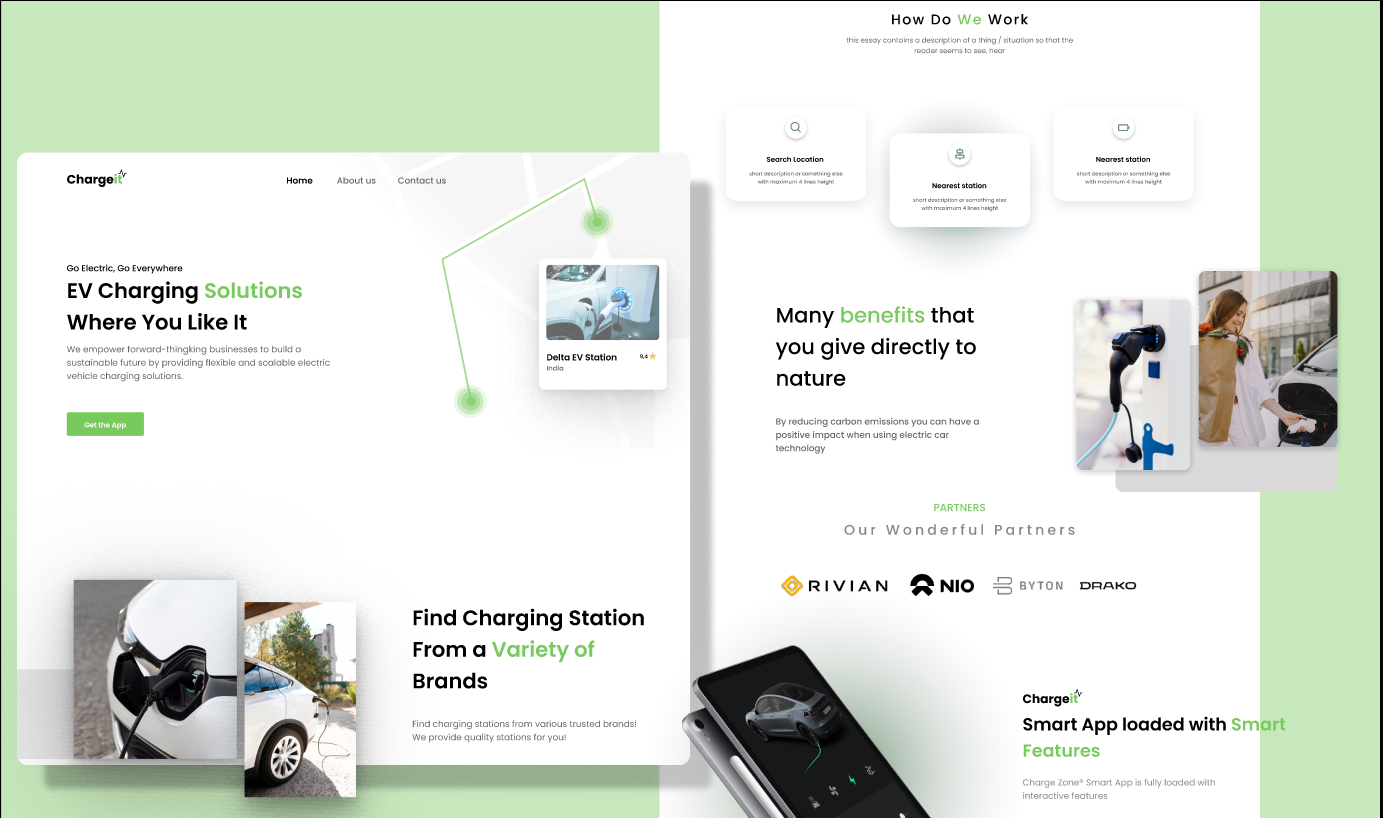 Chargeit
Home About us Contact us
Go Electric, Go Everywhere
EV Charging Solutions
Where You Like It
We empower forward-thingking businesses to build a
sustainable future by providing flexible and scalable electric
vehicle charging solutions.
Get the App
Delta EV Station 9,4
India
Find Charging Station
From a Variety of
Brands
Find charging stations from various trusted brands!
We provide quality stations for you!
How Do We Work
this essay contains a description of a thing / situation so that the
reader seems to see, hear
Search Location
short description or something else
with maximum 4 lines height
Nearest station
short description or something else
with maximum 4 lines height
Nearest station
short description or something else
with maximum 4 lines height
Many benefits that
you give directly to
nature
By reducing carbon emissions you can have a
positive impact when using electric car
technology
PARTNERS
Our Wonderful Partners
RIVIAN NIO BYTON DRAKO
Chargeit
Smart App loaded with Smart
Features
Charge Zone® Smart App is fully loaded with
interactive features